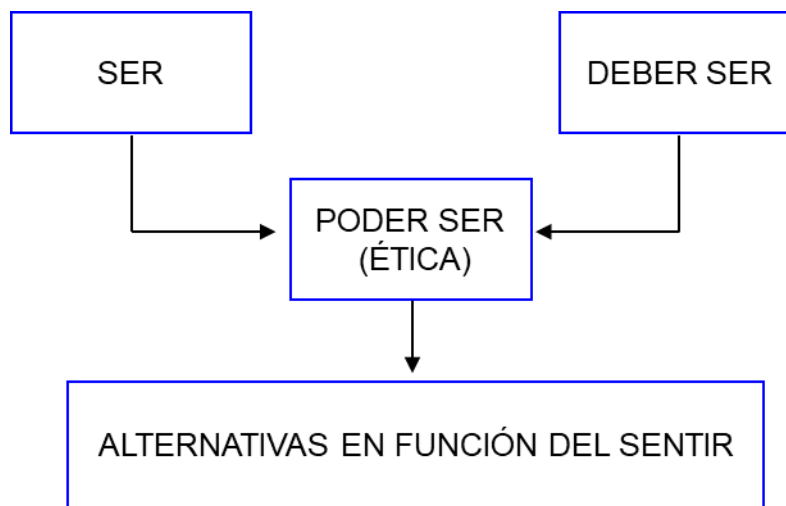 SER
DEBER SER
PODER SER
(ÉTICA)
ALTERNATIVAS EN FUNCIÓN DEL SENTIR